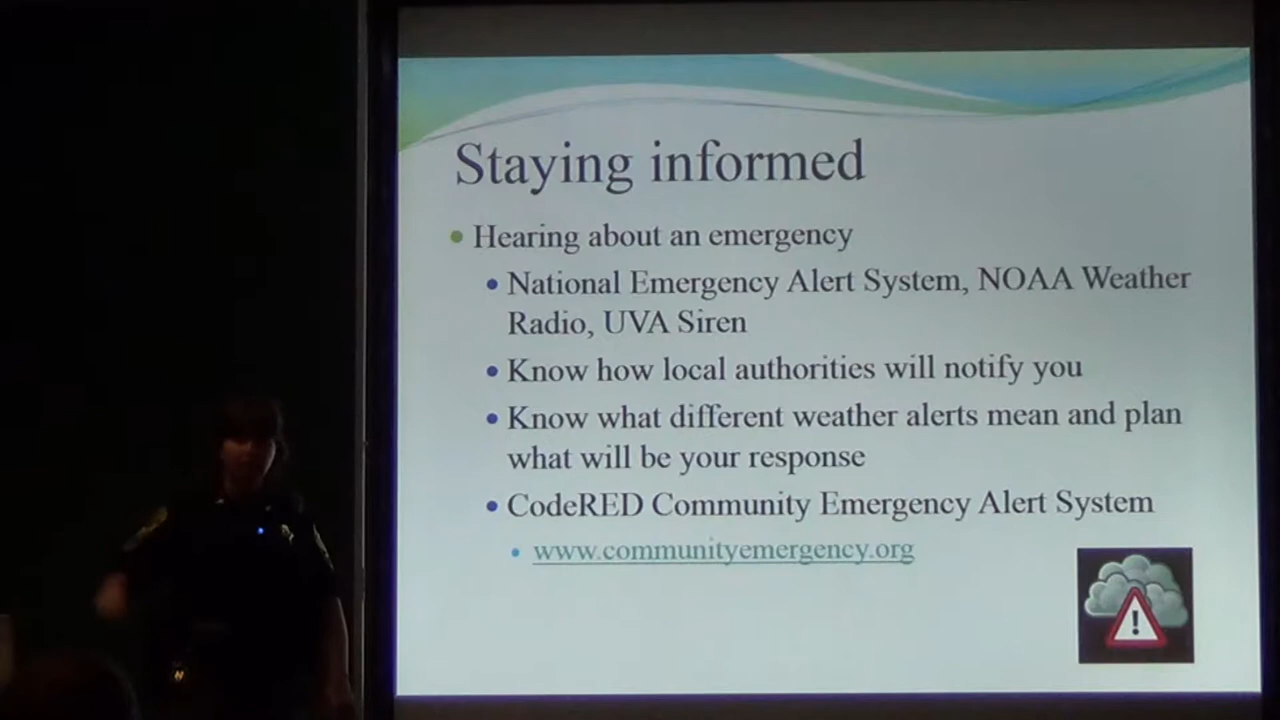 Staying informed
Hearing about an emergency
National Emergency Alert System, NOAA Weather
Radio, UVA Siren
Know how local authorities will notify you
Know what different weather alerts mean and plan
what will be your response
CodeRED Community Emergency Alert System
www.communityemergency.org
!